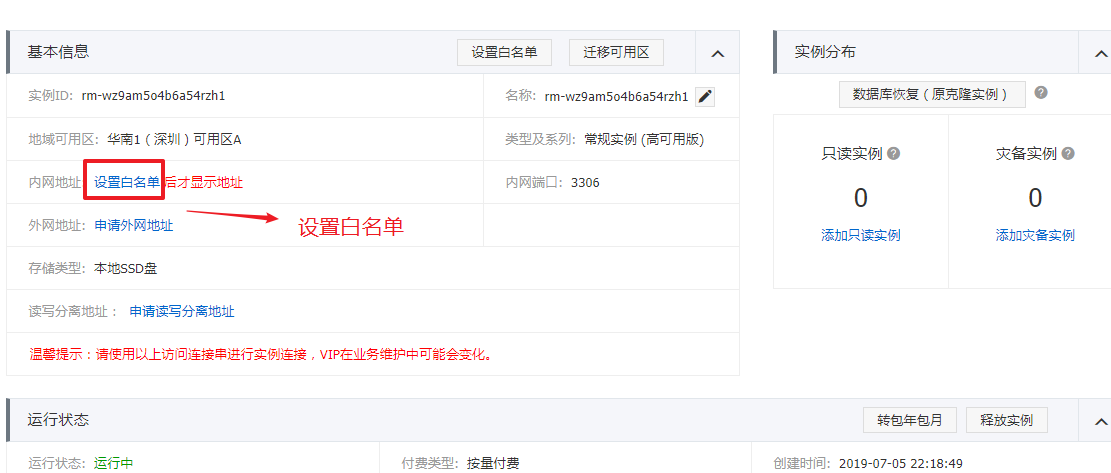 基本信息 设置白名单 迁移可用区
实例ID: rm-wz9am5o4b6a54rzh1 名称: rm-wz9am5o4b6a54rzh1
地域可用区: 华南1（深圳）可用区A 类型及系列: 常规实例 (高可用版)
内网地址 设置白名单 后才显示地址 内网端口: 3306
外网地址: 申请外网地址
设置白名单
存储类型: 本地SSD盘
读写分离地址： 申请读写分离地址
温馨提示：请使用以上访问连接串进行实例连接，VIP在业务维护中可能会变化。
实例分布
数据库恢复（原克隆实例）
只读实例 灾备实例
0 0
添加只读实例 添加灾备实例
运行状态 转包年包月 释放实例
运行状态: 运行中 付费类型: 按量付费 创建时间: 2019-07-05 22:18:49